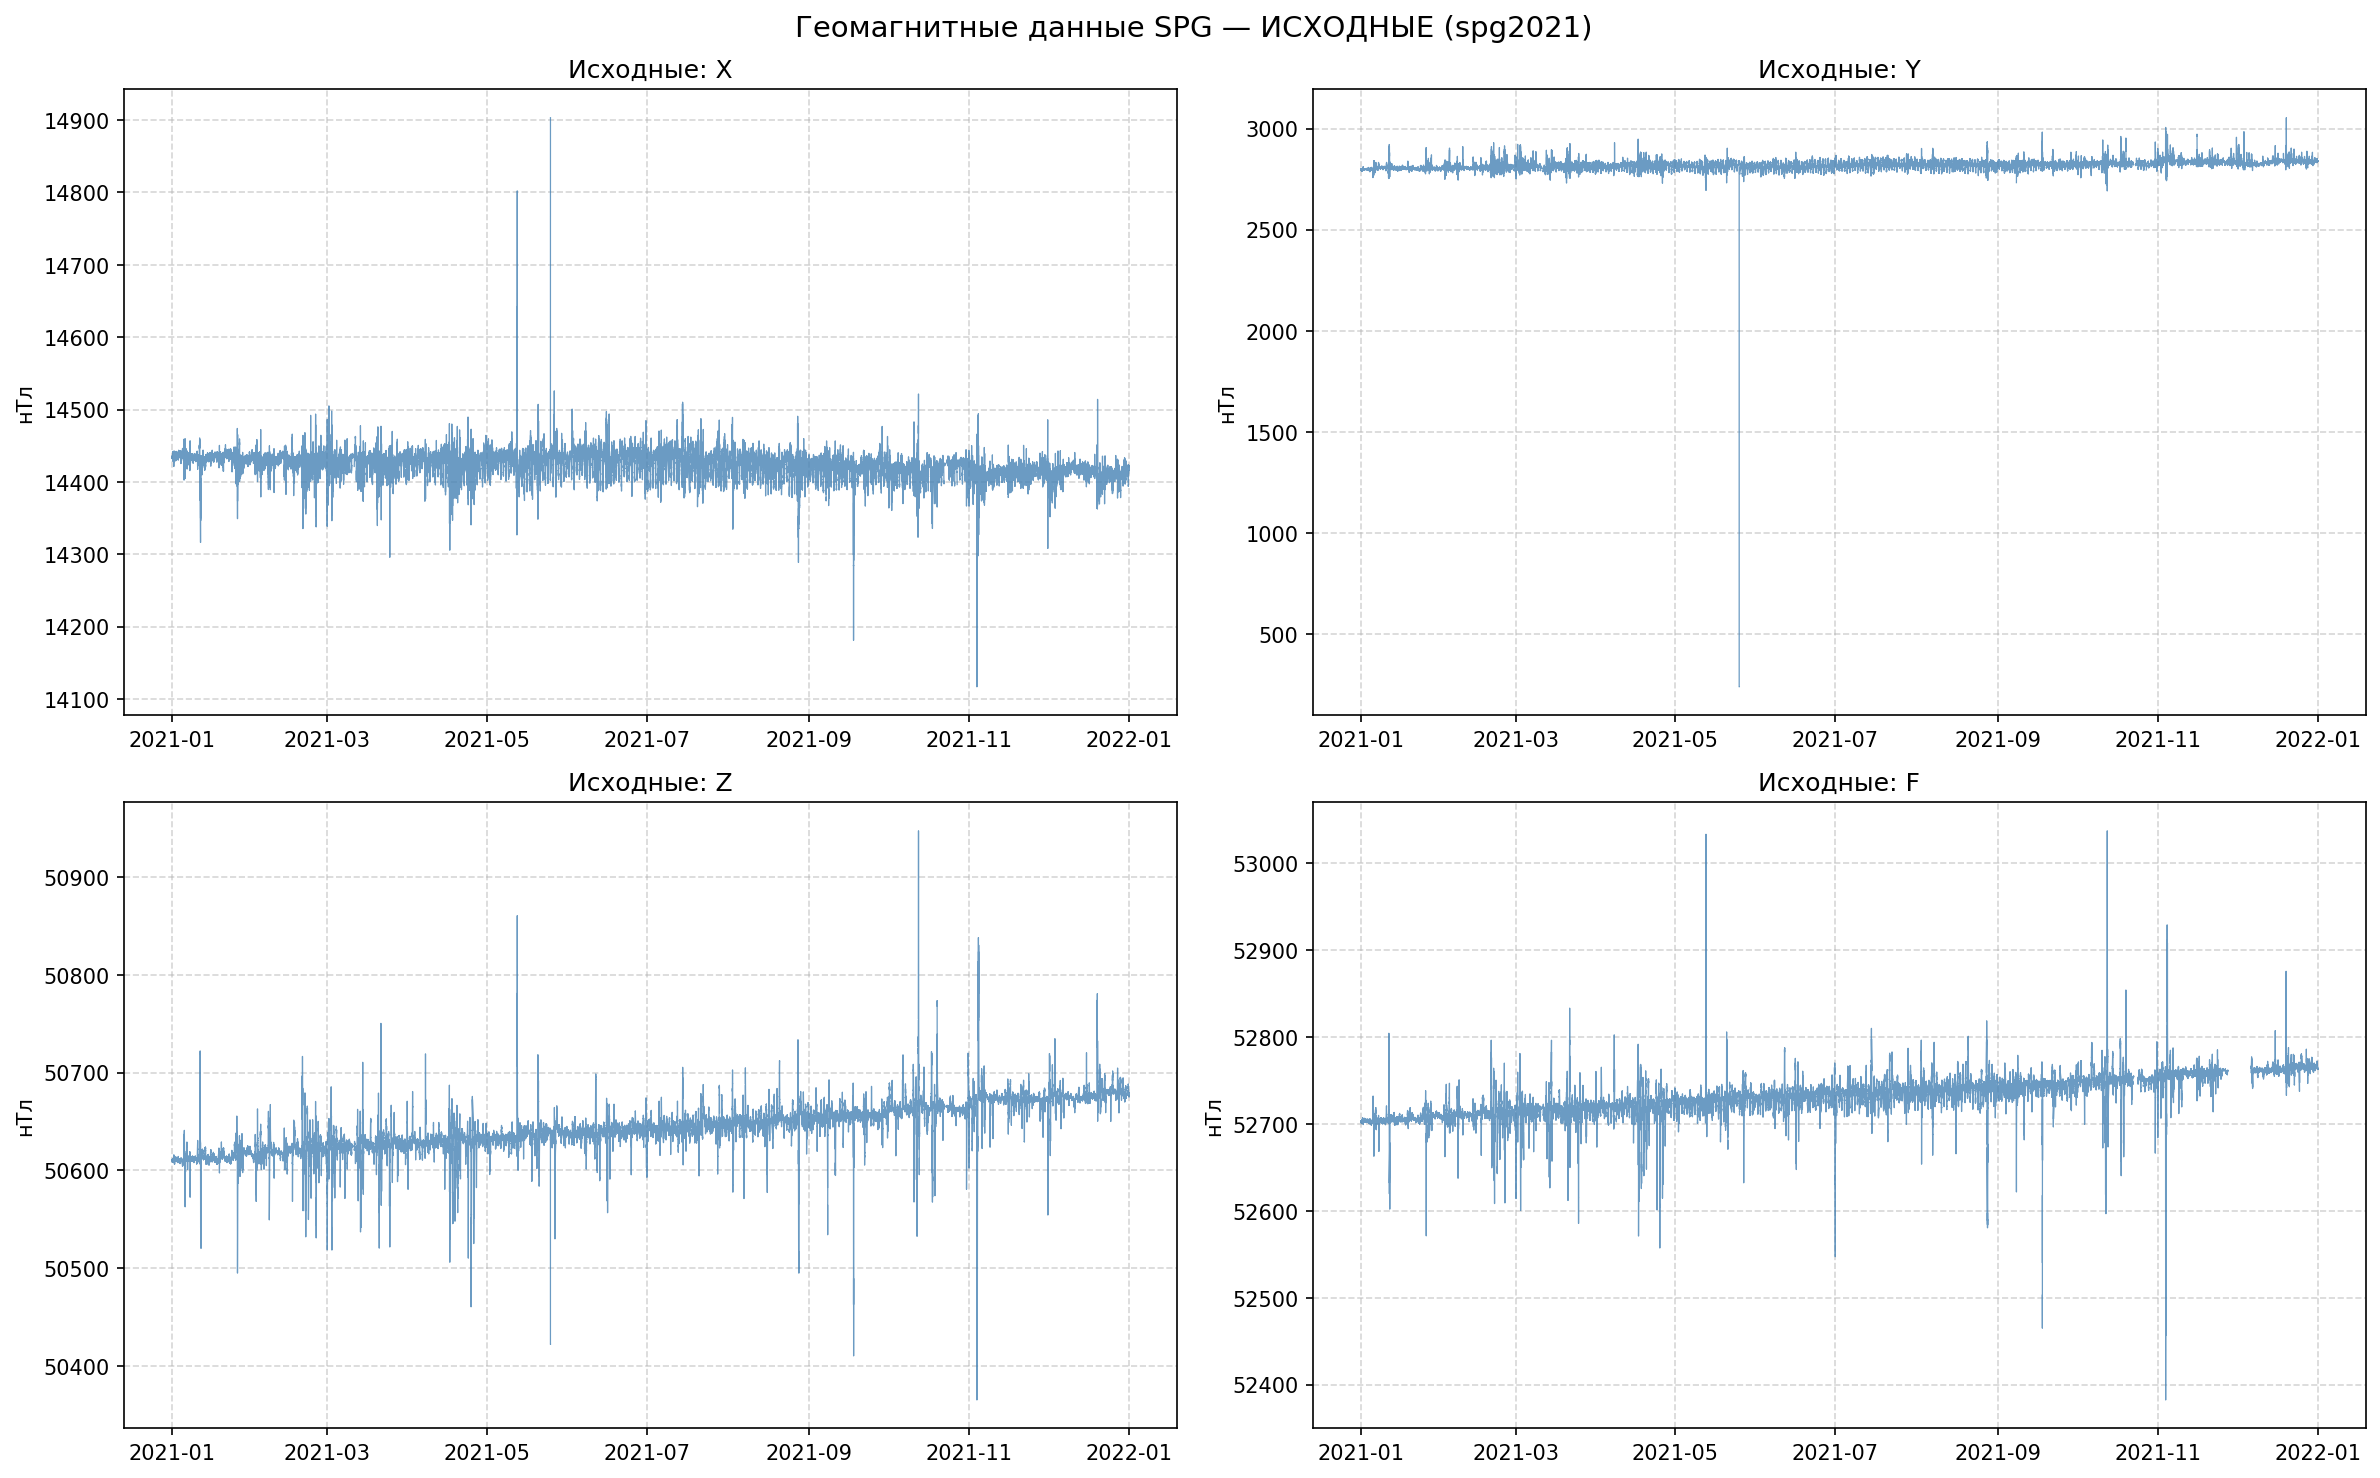 Геомагнитные данные SPG — ИСХОДНЫЕ (spg2021)
Исходные: X
нТл
14900
14800
14700
14600
14500
14400
14300
14200
14100
2021-01 2021-03 2021-05 2021-07 2021-09 2021-11 2022-01
Исходные: Y
нТл
3000
2500
2000
1500
1000
500
2021-01 2021-03 2021-05 2021-07 2021-09 2021-11 2022-01
Исходные: Z
нТл
50900
50800
50700
50600
50500
50400
2021-01 2021-03 2021-05 2021-07 2021-09 2021-11 2022-01
Исходные: F
нТл
53000
52900
52800
52700
52600
52500
52400
2021-01 2021-03 2021-05 2021-07 2021-09 2021-11 2022-01